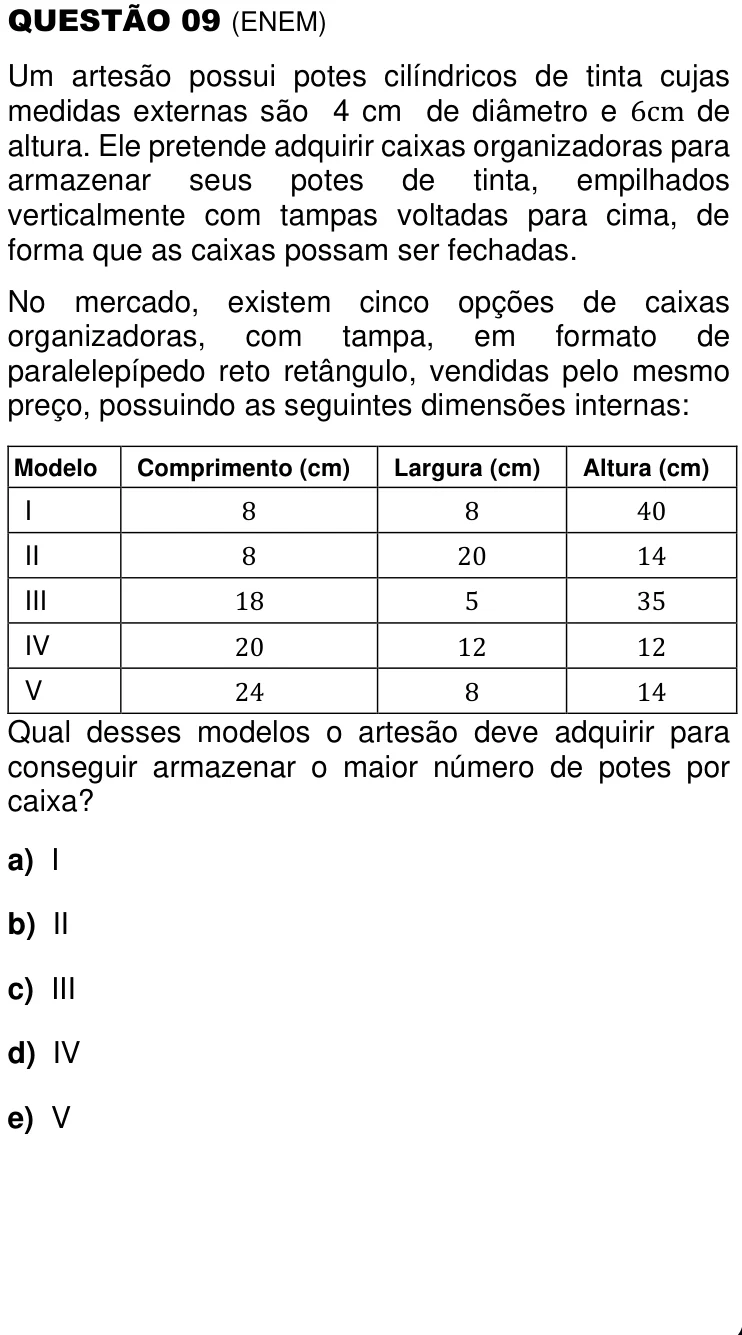 QUESTÃO 09 (ENEM)
Um artesão possui potes cilíndricos de tinta cujas
medidas externas são 4 cm de diâmetro e 6cm de
altura. Ele pretende adquirir caixas organizadoras para
armazenar seus potes de tinta, empilhados
verticalmente com tampas voltadas para cima, de
forma que as caixas possam ser fechadas.
No mercado, existem cinco opções de caixas
organizadoras, com tampa, em formato de
paralelepípedo reto retângulo, vendidas pelo mesmo
preço, possuindo as seguintes dimensões internas:
Modelo Comprimento (cm) Largura (cm) Altura (cm)
I 8 8 40
II 8 20 14
III 18 5 35
IV 20 12 12
V 24 8 14
Qual desses modelos o artesão deve adquirir para
conseguir armazenar o maior número de potes por
caixa?
a) I
b) II
c) III
d) IV
e) V